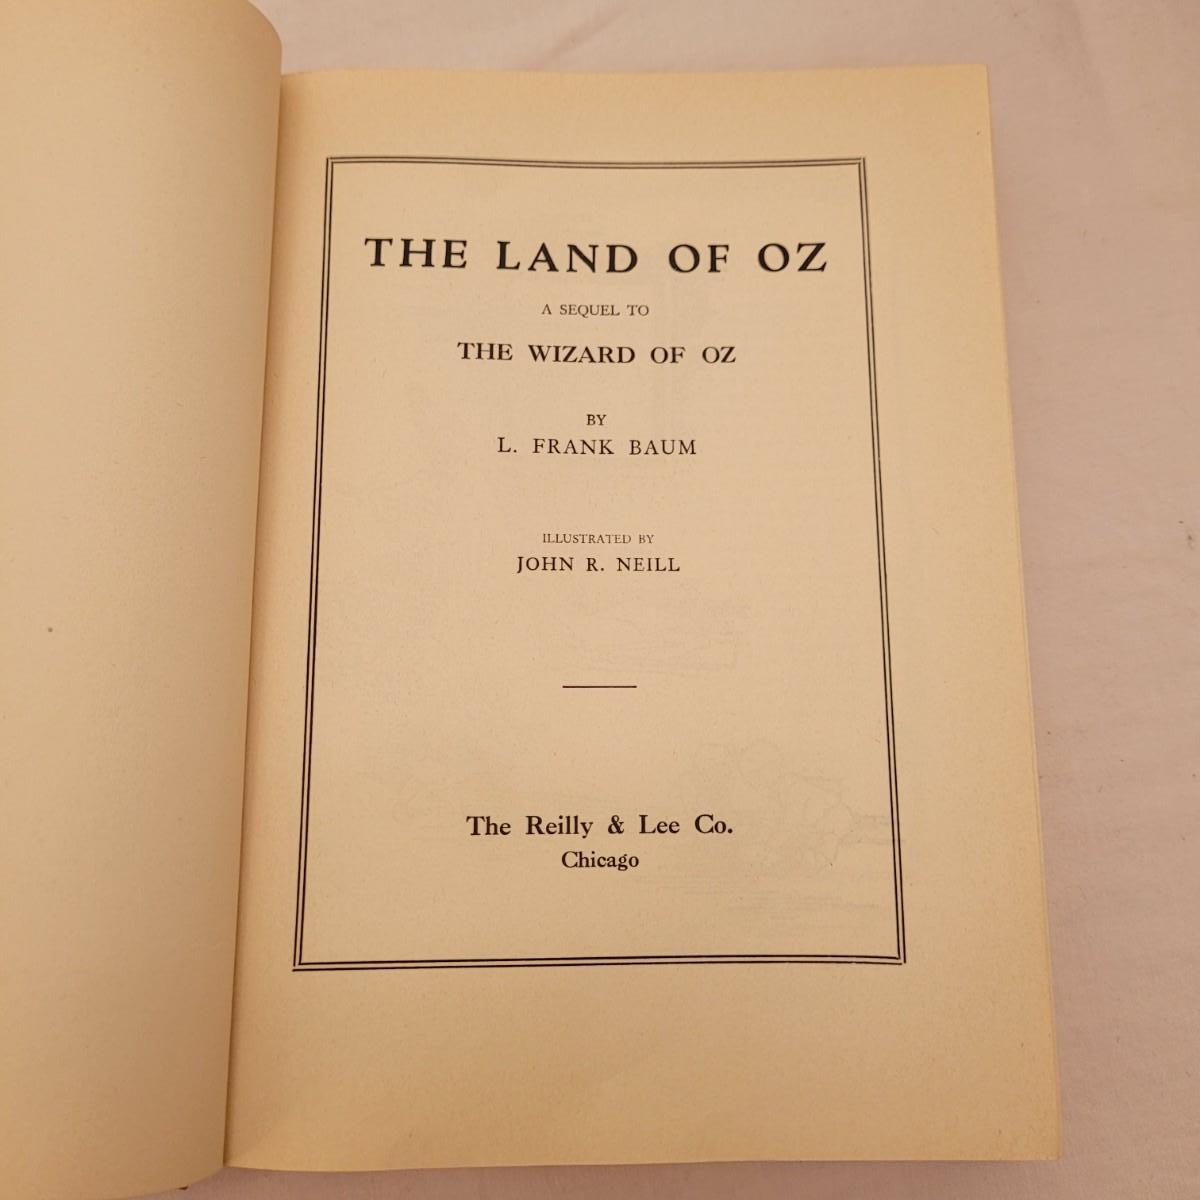 THE LAND OF OZ
A SEQUEL TO
THE WIZARD OF OZ
BY
L. FRANK BAUM
ILLUSTRATED BY
JOHN R. NEILL
The Reilly & Lee Co.
Chicago